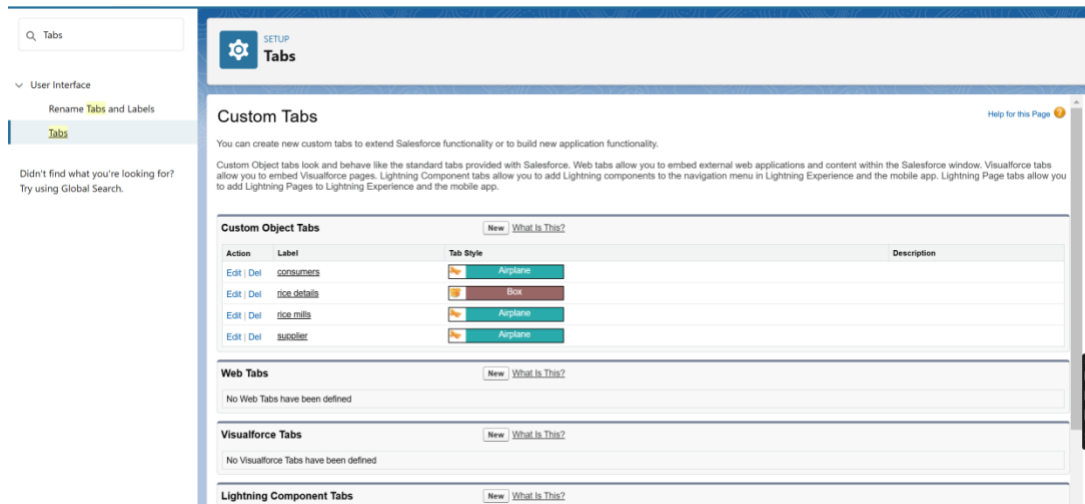 Tabs
User Interface
Rename Tabs and Labels
Tabs
Didn't find what you're looking for?
Try using Global Search.
SETUP
Tabs
Custom Tabs
Help for this Page
You can create new custom tabs to extend Salesforce functionality or to build new application functionality.
Custom Object tabs look and behave like the standard tabs provided with Salesforce. Web tabs allow you to embed external web applications and content within the Salesforce window. Visualforce tabs
allow you to embed Visualforce pages. Lightning Component tabs allow you to add Lightning components to the navigation menu in Lightning Experience and the mobile app. Lightning Page tabs allow you
to add Lightning Pages to Lightning Experience and the mobile app.
Custom Object Tabs New What Is This?
Action Label Tab Style Description
Edit | Del consumers Airplane
Edit | Del rice details Box
Edit | Del rice mills Airplane
Edit | Del supplier Airplane
Web Tabs New What Is This?
No Web Tabs have been defined
Visualforce Tabs New What Is This?
No Visualforce Tabs have been defined
Lightning Component Tabs New What Is This?